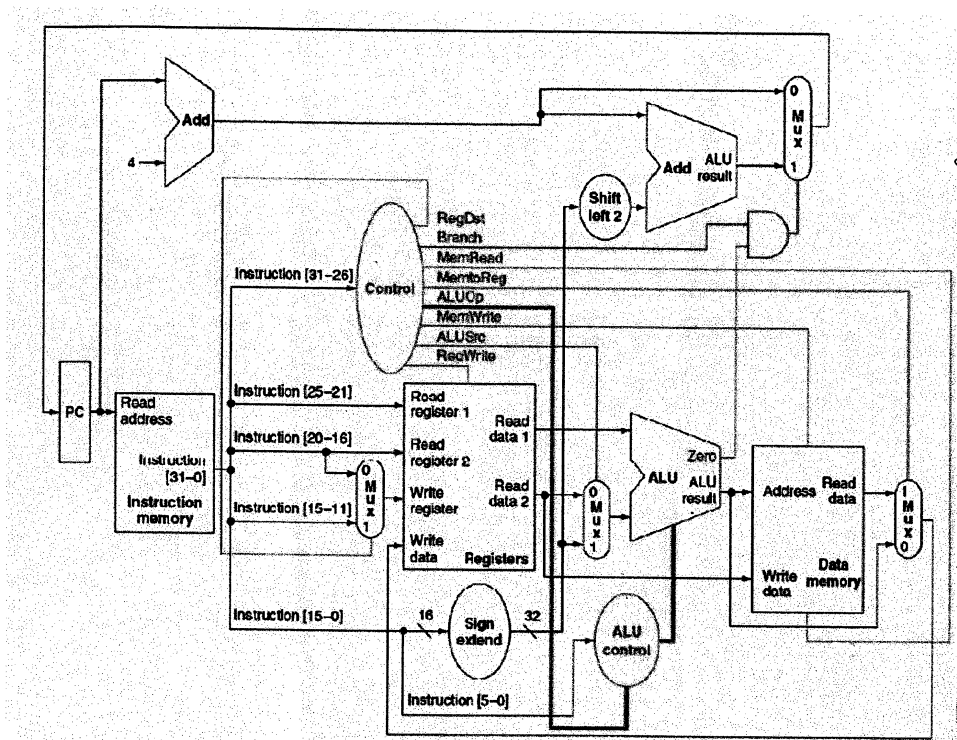 0
M
u
x
1
Add
4
Add
ALU
result
Shift
left 2
RegDst
Branch
MemRead
MemtoReg
ALUOp
MemWrite
ALUSrc
RegWrite
Instruction [31–26]
Control
PC
Read
address
Instruction
[31–0]
Instruction
memory
Instruction [25–21]
Instruction [20–16]
Instruction [15–11]
0
M
u
x
1
Read
register 1
Read
register 2
Write
register
Write
data
Read
data 1
Read
data 2
Registers
0
M
u
x
1
Zero
ALU
ALU
result
Address
Read
data
Write
data
Data
memory
1
M
u
x
0
Instruction [15–0]
16
Sign
extend
32
ALU
control
Instruction [5–0]